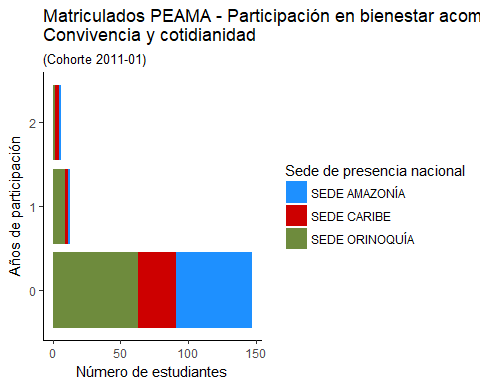 Matriculados PEAMA - Participación en bienestar acom
Convivencia y cotidianidad
(Cohorte 2011-01)
Años de participación
2
1
0
0
50
100
150
Número de estudiantes
Sede de presencia nacional
SEDE AMAZONÍA
SEDE CARIBE
SEDE ORINOQUÍA